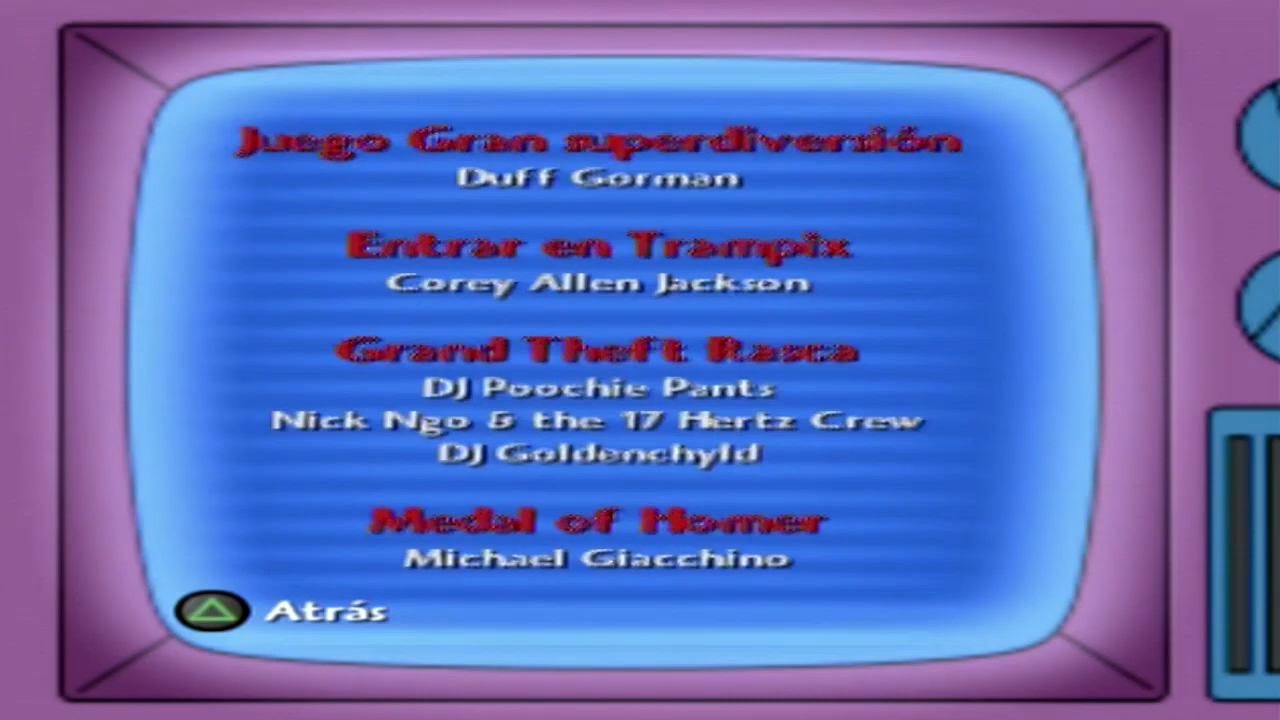 Juego Gran superdiversión
Duff Gorman
Entrar en Trampix
Corey Allen Jackson
Grand Theft Rasca
DJ Poochie Pants
Nick Ngo & the 17 Hertz Crew
DJ Goldenchyld
Medal of Homer
Michael Giacchino
Atrás